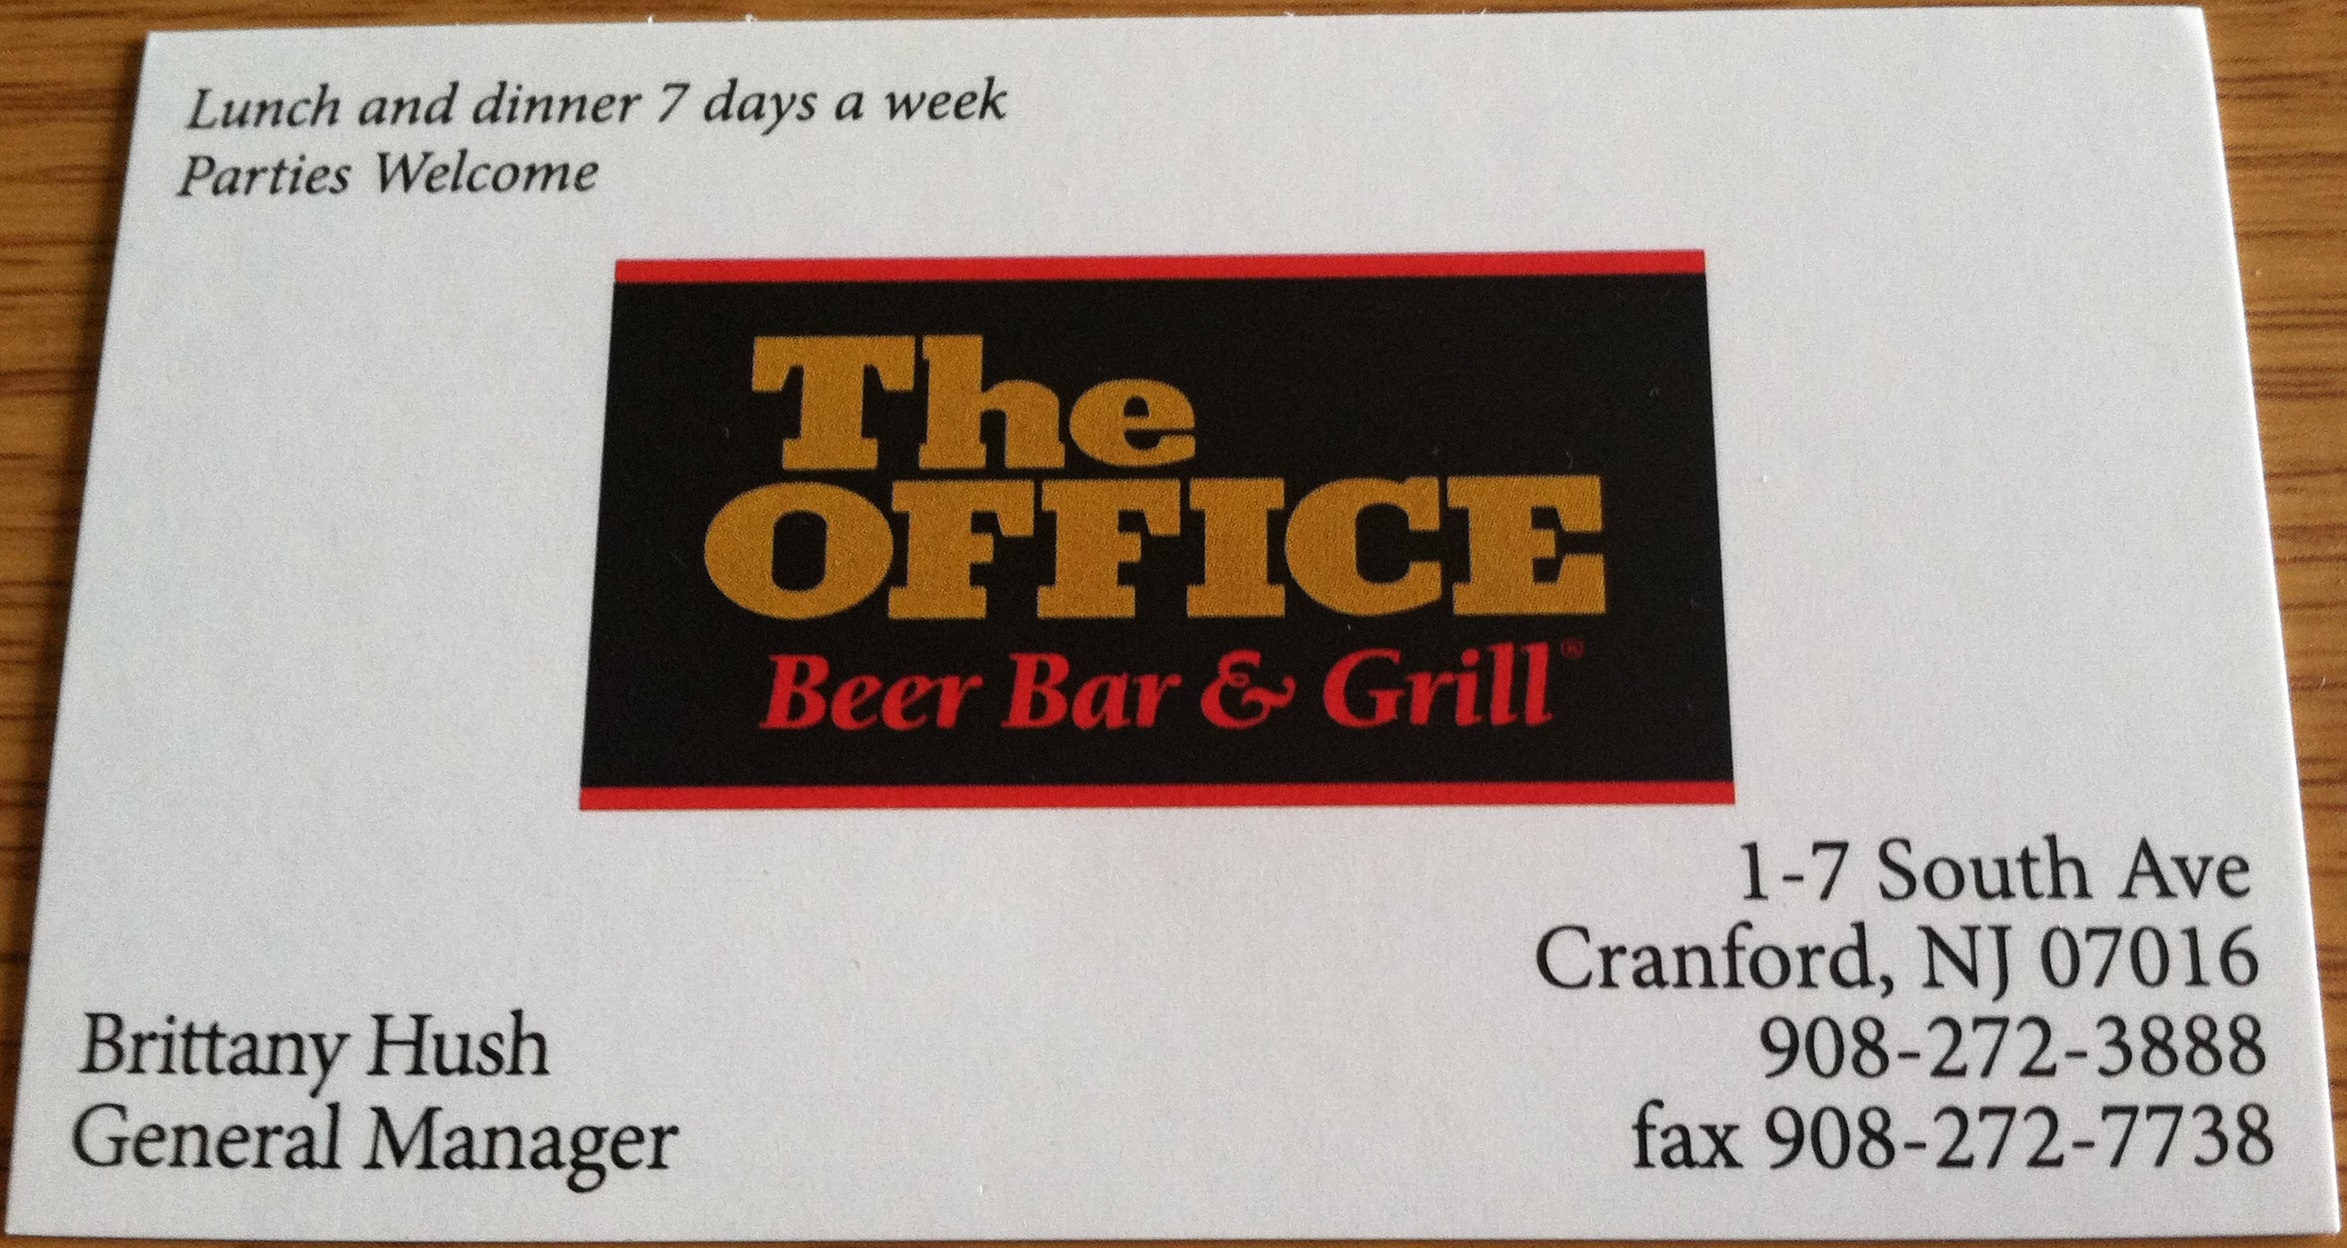 Lunch and dinner 7 days a week
Parties Welcome
The
OFFICE
Beer Bar & Grill®
1-7 South Ave
Cranford, NJ 07016
Brittany Hush
908-272-3888
General Manager
fax 908-272-7738